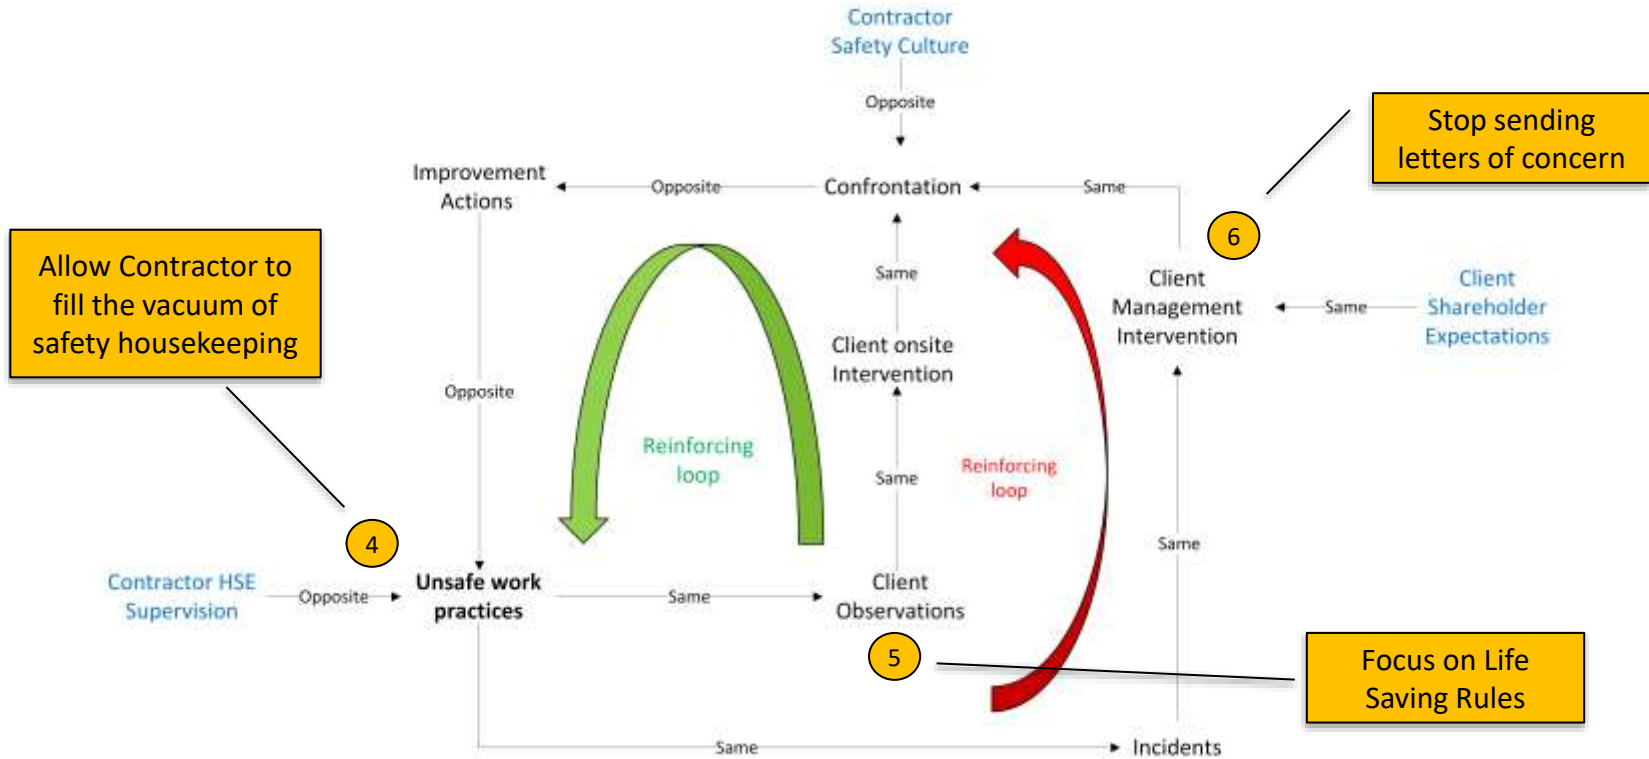 Contractor
Safety Culture
Opposite
Stop sending
letters of concern
Improvement
Actions
Opposite
Confrontation
Same
6
Allow Contractor to
fill the vacuum of
safety housekeeping
Same
Client
Management
Intervention
Same
Client
Shareholder
Expectations
Client onsite
Intervention
Opposite
Reinforcing
loop
Same
Reinforcing
loop
4
Same
Contractor HSE
Supervision
Opposite
Unsafe work
practices
Same
Client
Observations
5
Focus on Life
Saving Rules
Same
Incidents